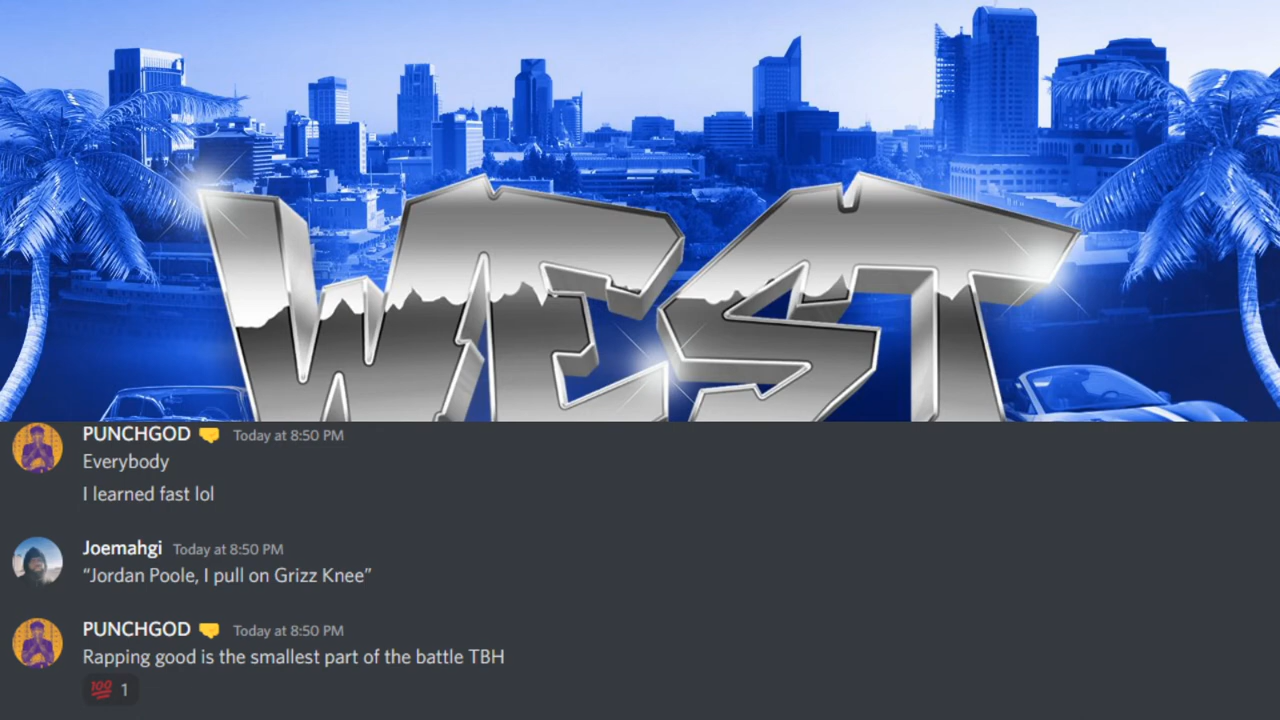 WEST
PUNCHGOD 🤜 Today at 8:50 PM
Everybody
I learned fast lol
Joemahgi Today at 8:50 PM
“Jordan Poole, I pull on Grizz Knee”
PUNCHGOD 🤜 Today at 8:50 PM
Rapping good is the smallest part of the battle TBH
💯 1